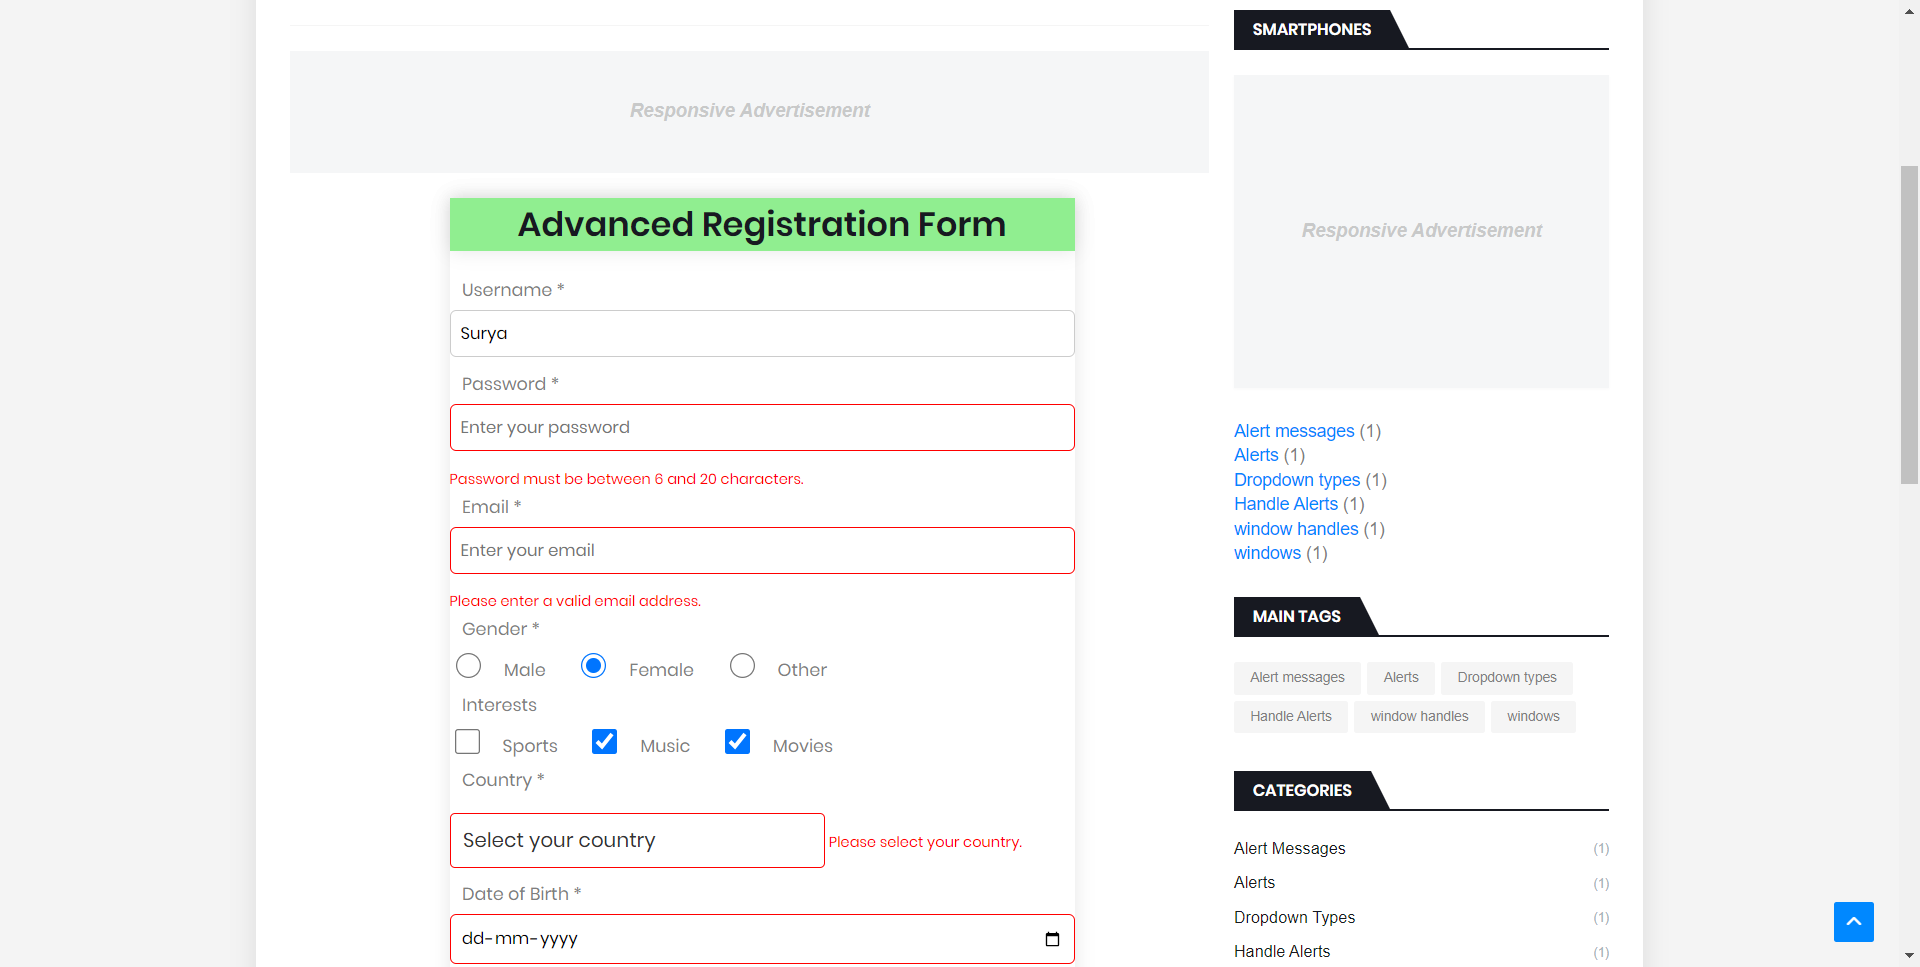 Responsive Advertisement
Advanced Registration Form
Username *
Surya
Password *
Enter your password
Password must be between 6 and 20 characters.
Email *
Enter your email
Please enter a valid email address.
Gender *
Male Female Other
Interests
Sports Music Movies
Country *
Select your country Please select your country.
Date of Birth *
dd-mm-yyyy
SMARTPHONES
Responsive Advertisement
Alert messages (1)
Alerts (1)
Dropdown types (1)
Handle Alerts (1)
window handles (1)
windows (1)
MAIN TAGS
Alert messages Alerts Dropdown types
Handle Alerts window handles windows
CATEGORIES
Alert Messages (1)
Alerts (1)
Dropdown Types (1)
Handle Alerts (1)